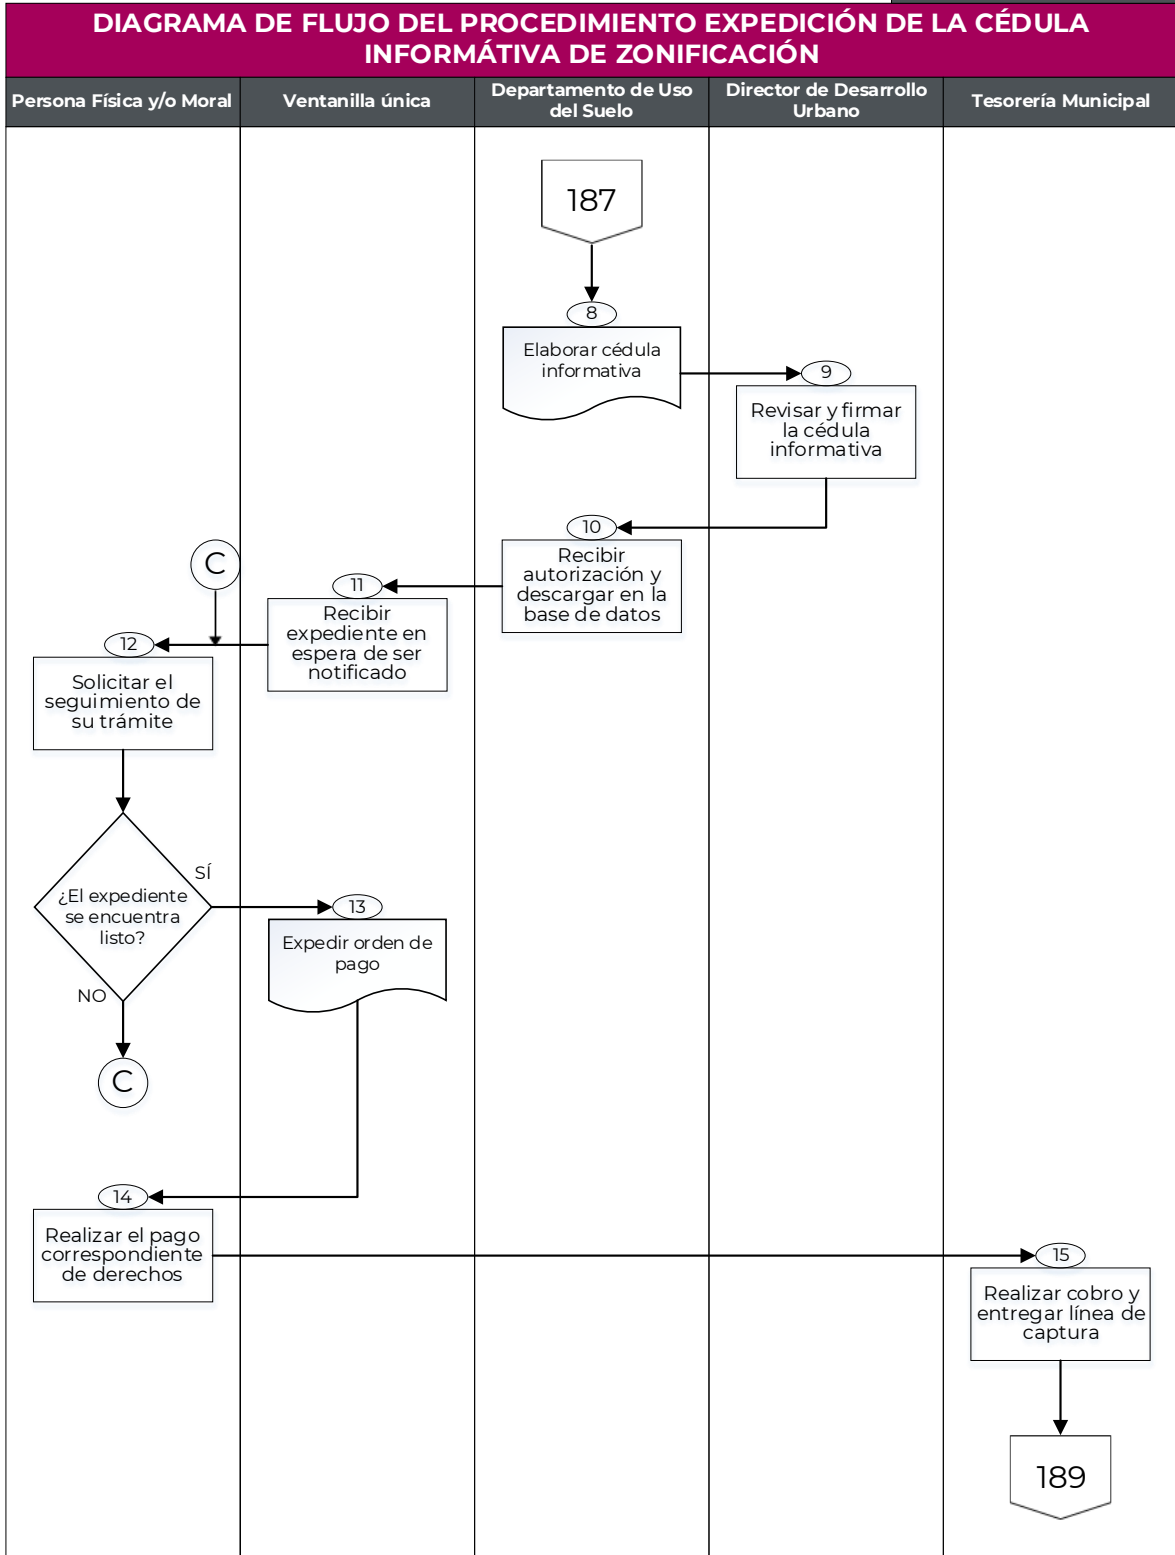 DIAGRAMA DE FLUJO DEL PROCEDIMIENTO EXPEDICIÓN DE LA CÉDULA
INFORMÁTIVA DE ZONIFICACIÓN
Persona Física y/o Moral
Ventanilla única
Departamento de Uso
del Suelo
Director de Desarrollo
Urbano
Tesorería Municipal
187
8
Elaborar cédula
informativa
9
Revisar y firmar
la cédula
informativa
10
Recibir
autorización y
descargar en la
base de datos
C
11
Recibir
expediente en
espera de ser
notificado
12
Solicitar el
seguimiento de
su trámite
¿El expediente
se encuentra
listo?
SÍ
NO
13
Expedir orden de
pago
C
14
Realizar el pago
correspondiente
de derechos
15
Realizar cobro y
entregar línea de
captura
189